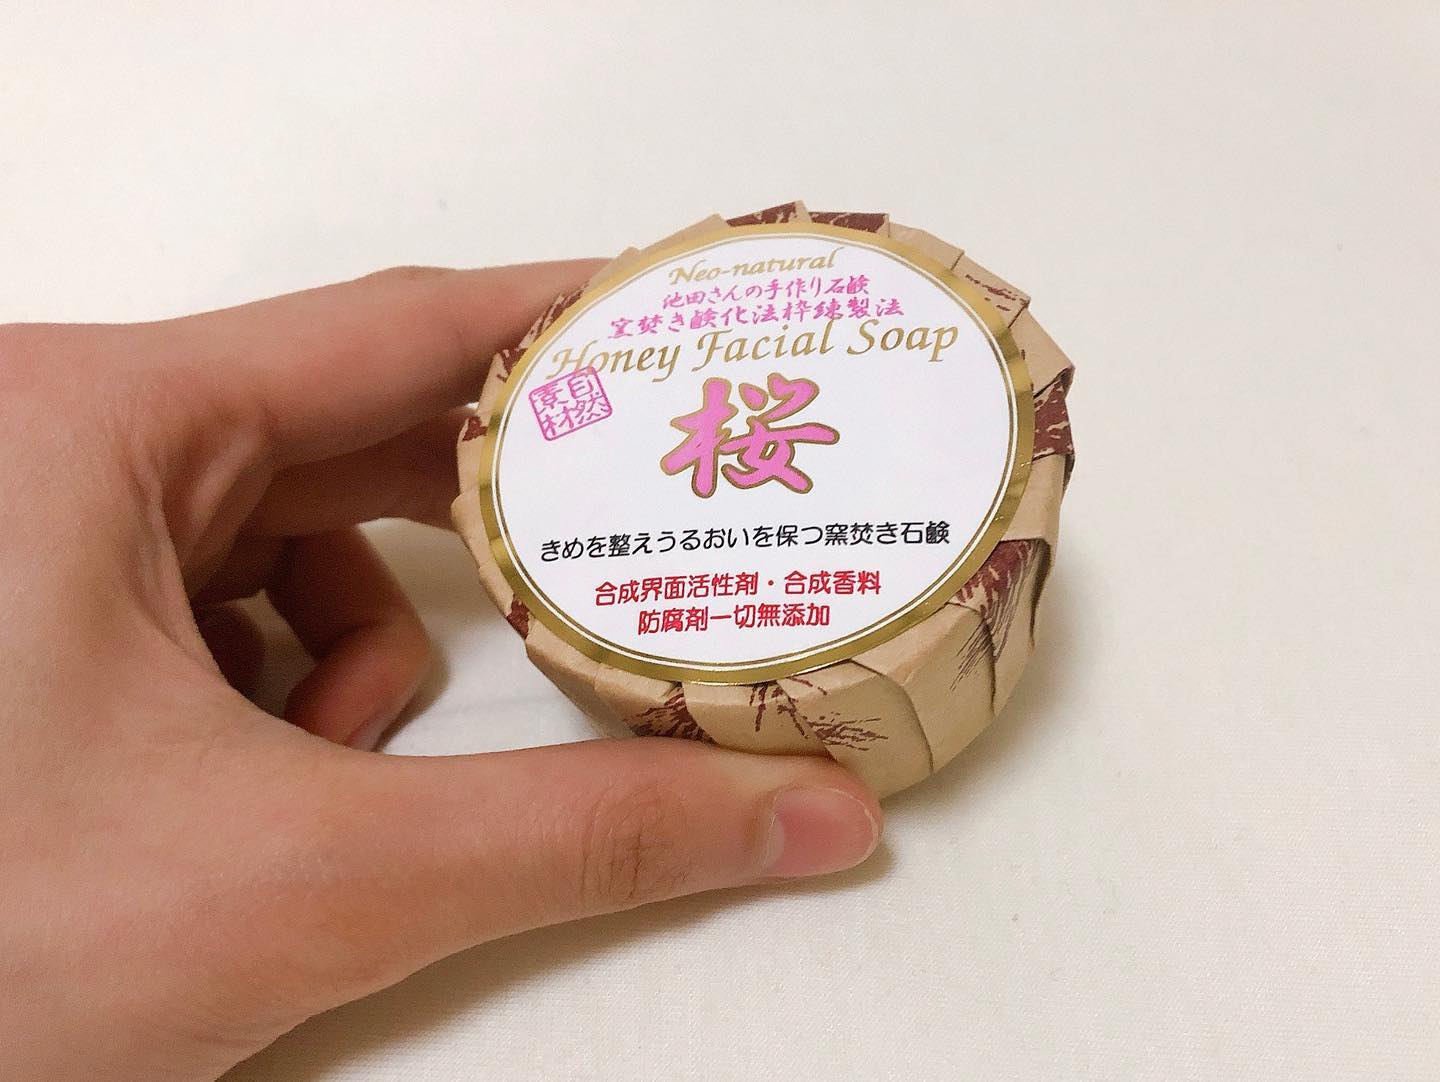 Neo-natural
池田さんの手作り石鹸
窯焚き鹸化法枠練製法
Honey Facial Soap
自然
素材
桜
きめを整えうるおいを保つ窯焚き石鹸
合成界面活性剤・合成香料
防腐剤一切無添加